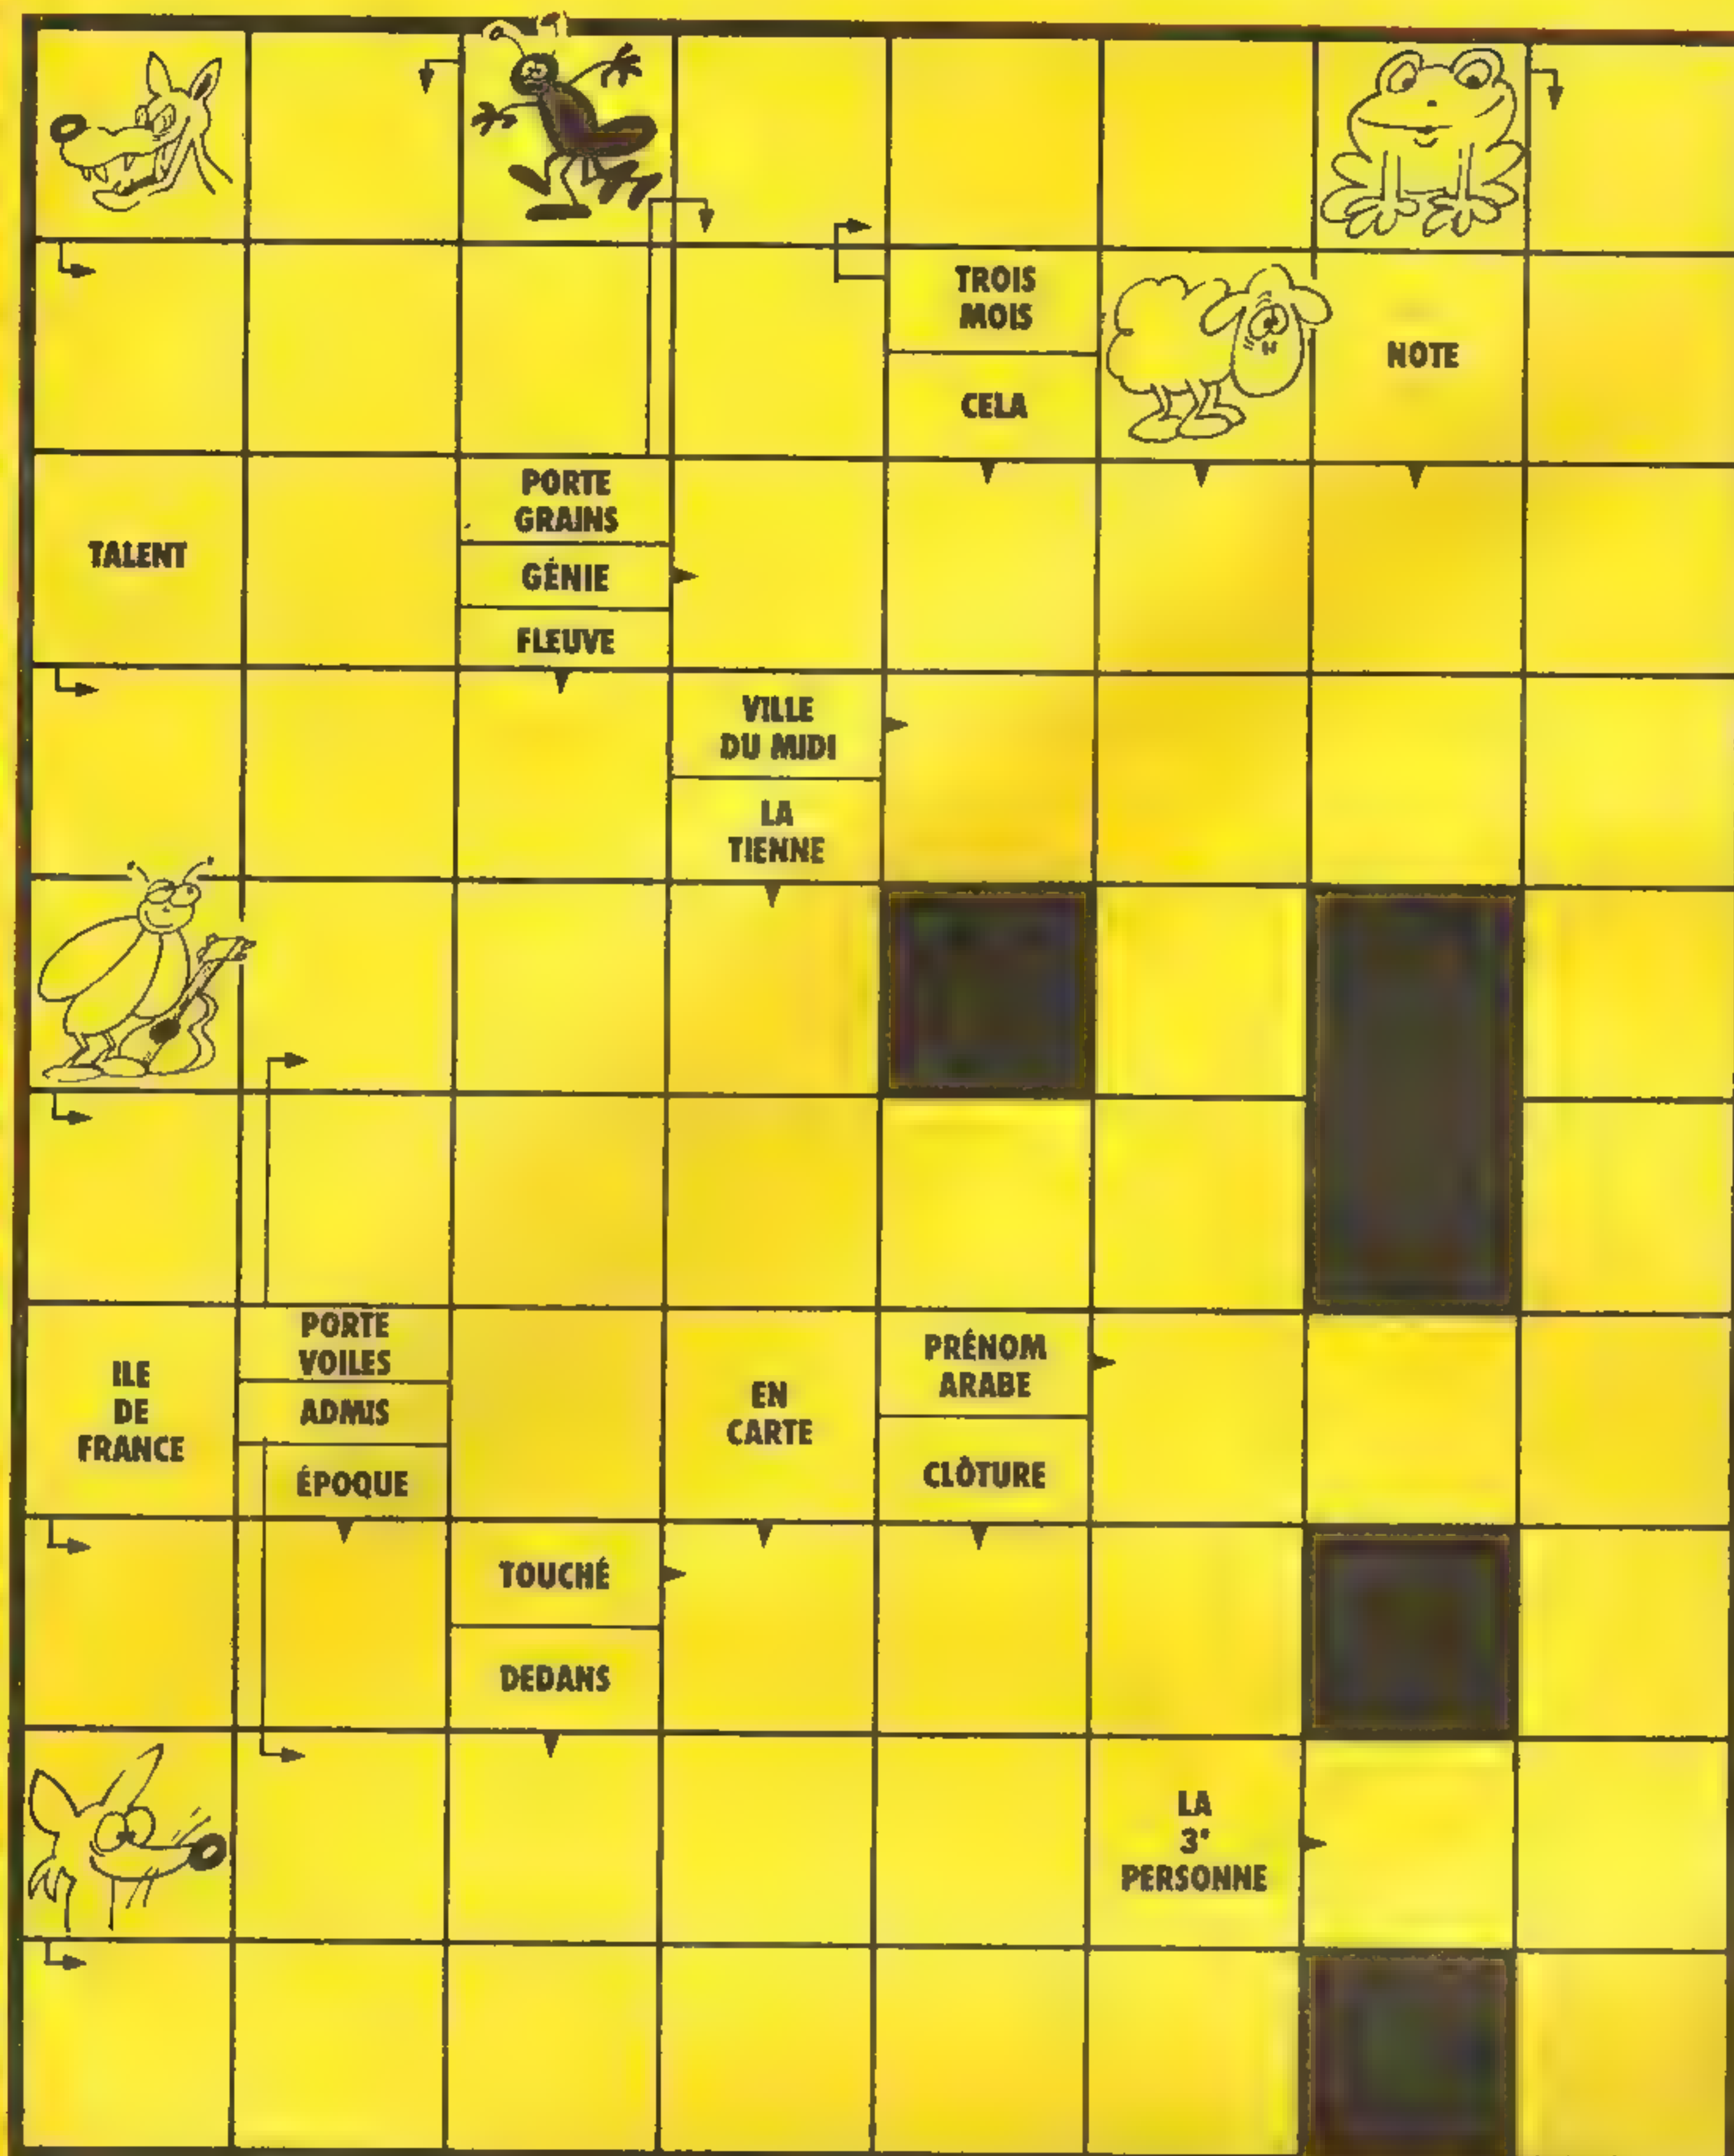 TROIS
MOIS
CELA
NOTE
TALENT
PORTE
GRAINS
GÉNIE
FLEUVE
VILLE
DU MIDI
LA
TIENNE
ILE
DE
FRANCE
PORTE
VOILES
ADMIS
ÉPOQUE
EN
CARTE
PRÉNOM
ARABE
CLÔTURE
TOUCHÉ
DEDANS
LA
3ᵉ
PERSONNE